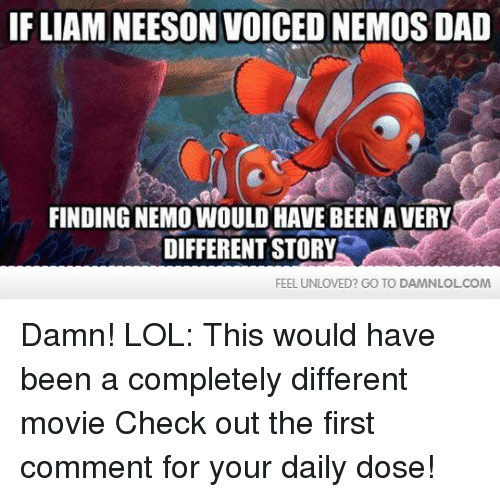 IF LIAM NEESON VOICED NEMOS DAD
FINDING NEMO WOULD HAVE BEEN A VERY
DIFFERENT STORY
FEEL UNLOVED? GO TO DAMNLOL.COM
Damn! LOL: This would have
been a completely different
movie Check out the first
comment for your daily dose!